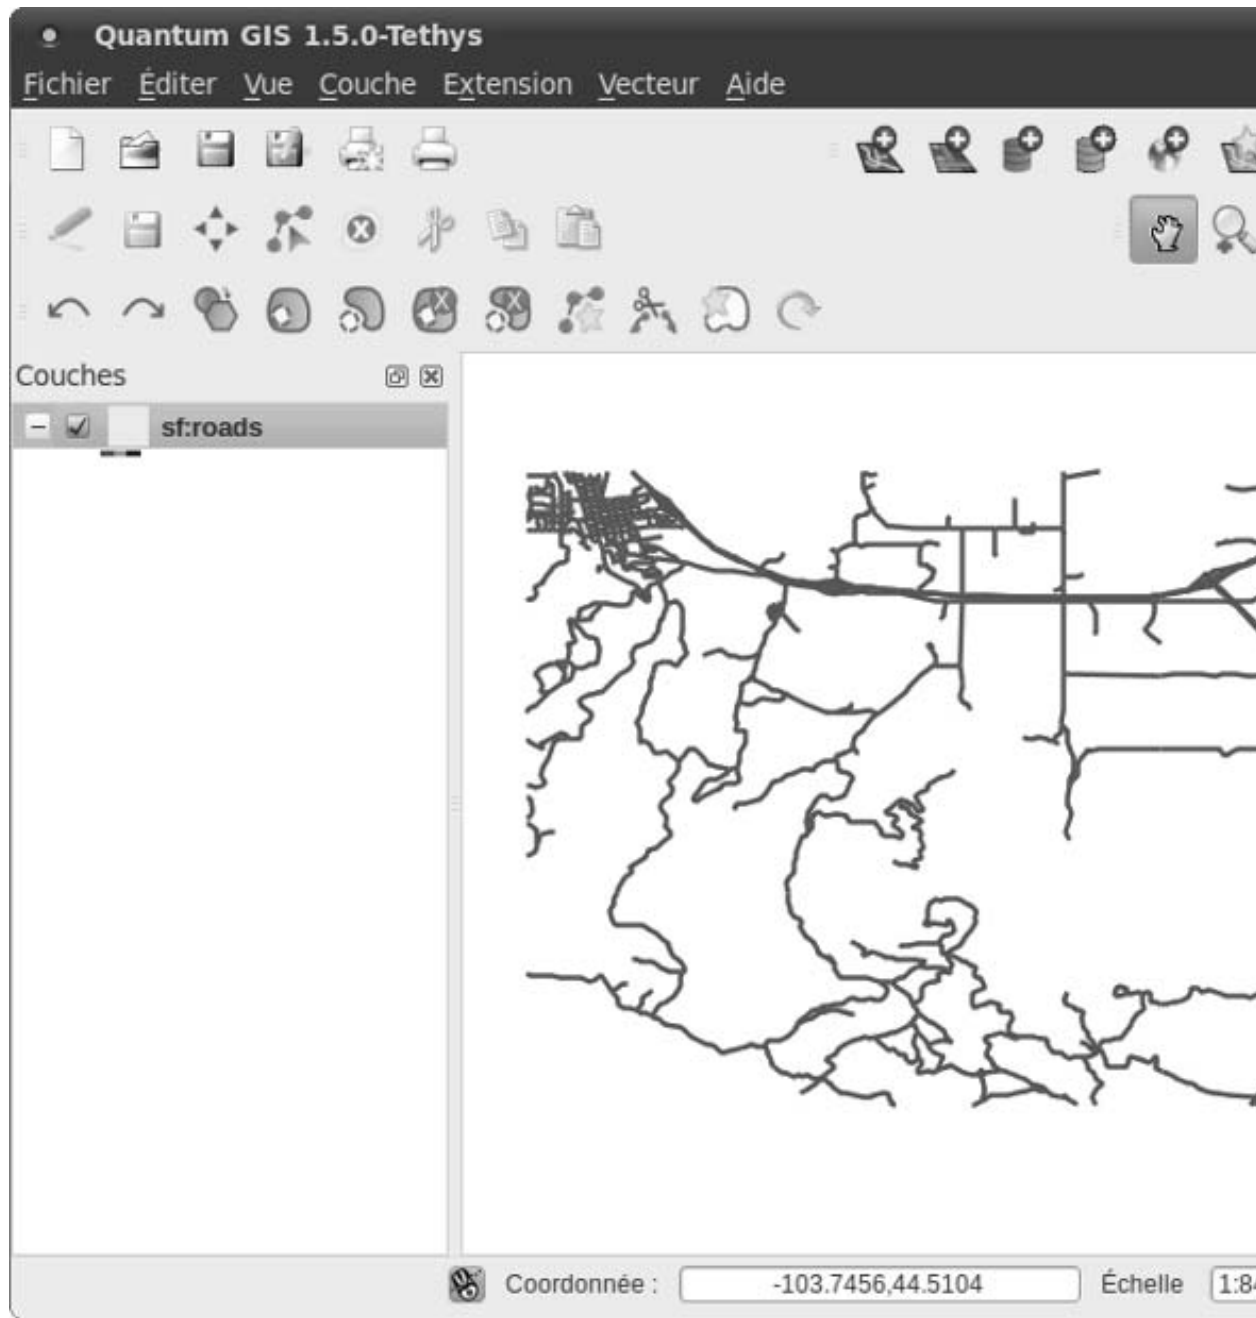 Quantum GIS 1.5.0-Tethys
Fichier Éditer Vue Couche Extension Vecteur Aide
Couches
sf:roads
Coordonnée : -103.7456,44.5104 Échelle